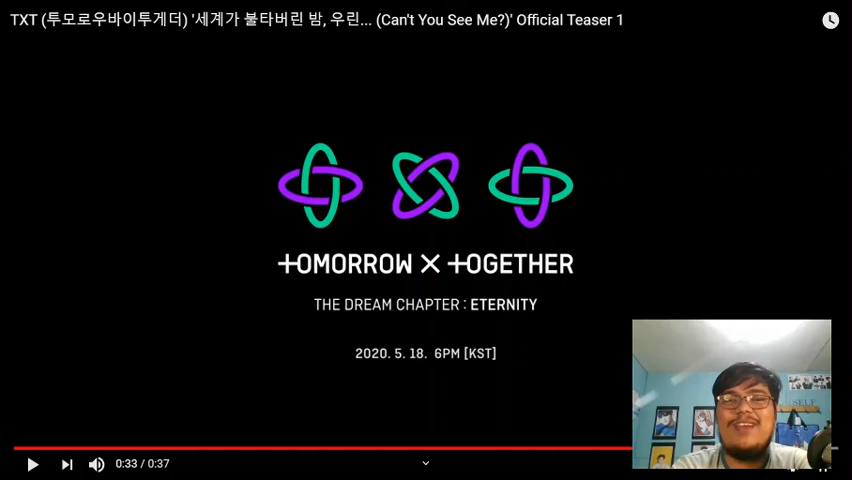 TXT (투모로우바이투게더) '세계가 불타버린 밤, 우린... (Can't You See Me?)' Official Teaser 1
TOMORROW X TOGETHER
THE DREAM CHAPTER : ETERNITY
2020. 5. 18. 6PM [KST]
SELF
0:33 / 0:37